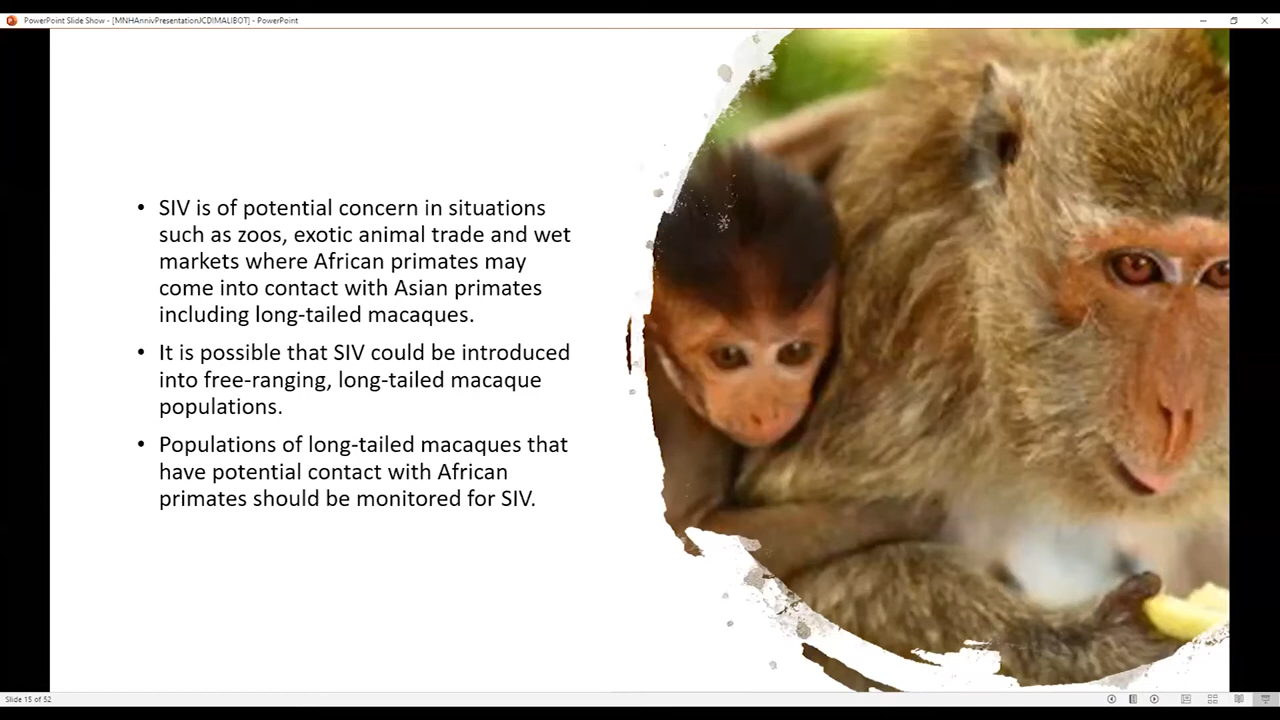 PowerPoint Slide Show - [MNHAnnivPresentationJCDIMALIBOT] - PowerPoint
• SIV is of potential concern in situations
such as zoos, exotic animal trade and wet
markets where African primates may
come into contact with Asian primates
including long-tailed macaques.
• It is possible that SIV could be introduced
into free-ranging, long-tailed macaque
populations.
• Populations of long-tailed macaques that
have potential contact with African
primates should be monitored for SIV.
Slide 15 of 52